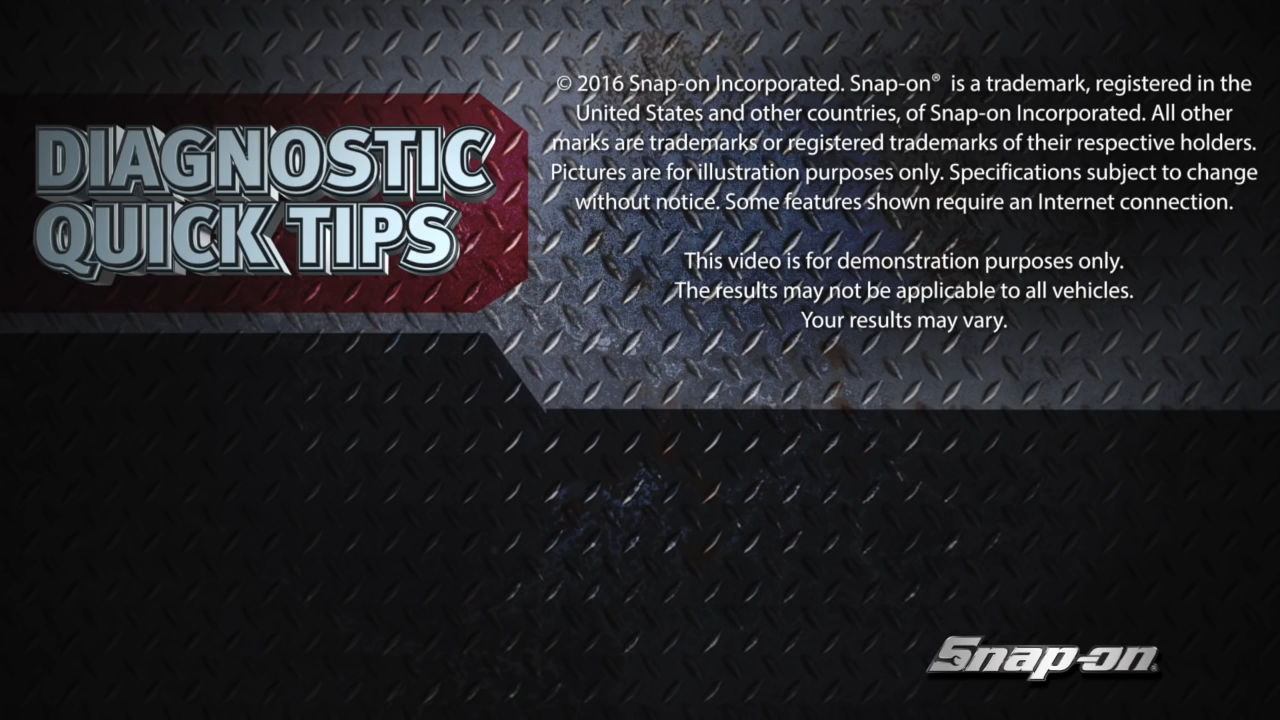 DIAGNOSTIC
QUICK TIPS
© 2016 Snap-on Incorporated. Snap-on® is a trademark, registered in the
United States and other countries, of Snap-on Incorporated. All other
marks are trademarks or registered trademarks of their respective holders.
Pictures are for illustration purposes only. Specifications subject to change
without notice. Some features shown require an Internet connection.
This video is for demonstration purposes only.
The results may not be applicable to all vehicles.
Your results may vary.
Snap-on